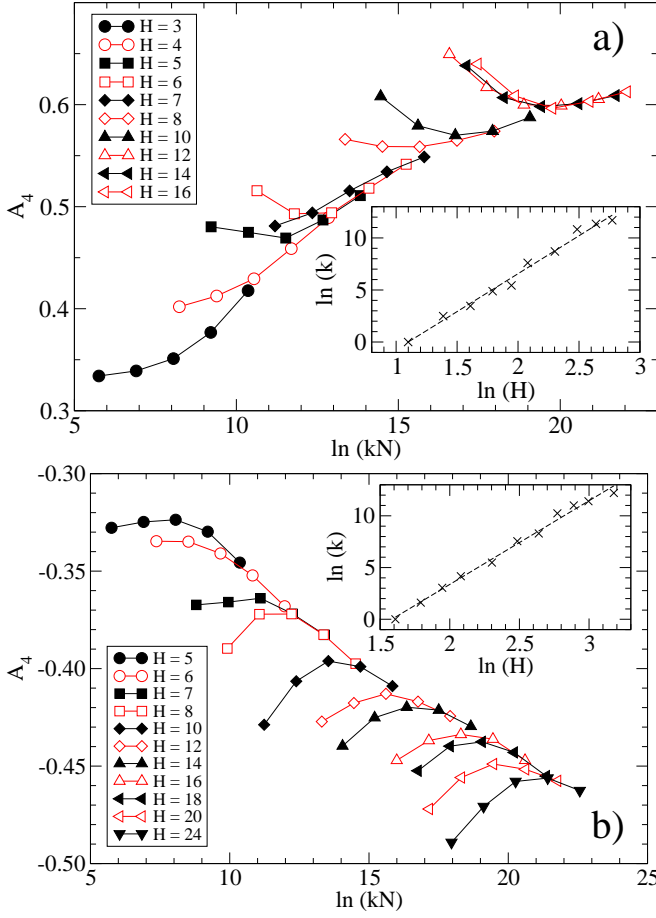 a)
H = 3
H = 4
H = 5
H = 6
H = 7
H = 8
H = 10
H = 12
H = 14
H = 16
A4
0.6
0.5
0.4
0.3
5 10 15 20
ln (kN)
ln (k)
10
5
0
1 1.5 2 2.5 3
ln (H)
b)
A4
-0.30
-0.35
-0.40
-0.45
-0.50
H = 5
H = 6
H = 7
H = 8
H = 10
H = 12
H = 14
H = 16
H = 18
H = 20
H = 24
5 10 15 20 25
ln (kN)
ln (k)
10
5
0
1.5 2 2.5 3
ln (H)